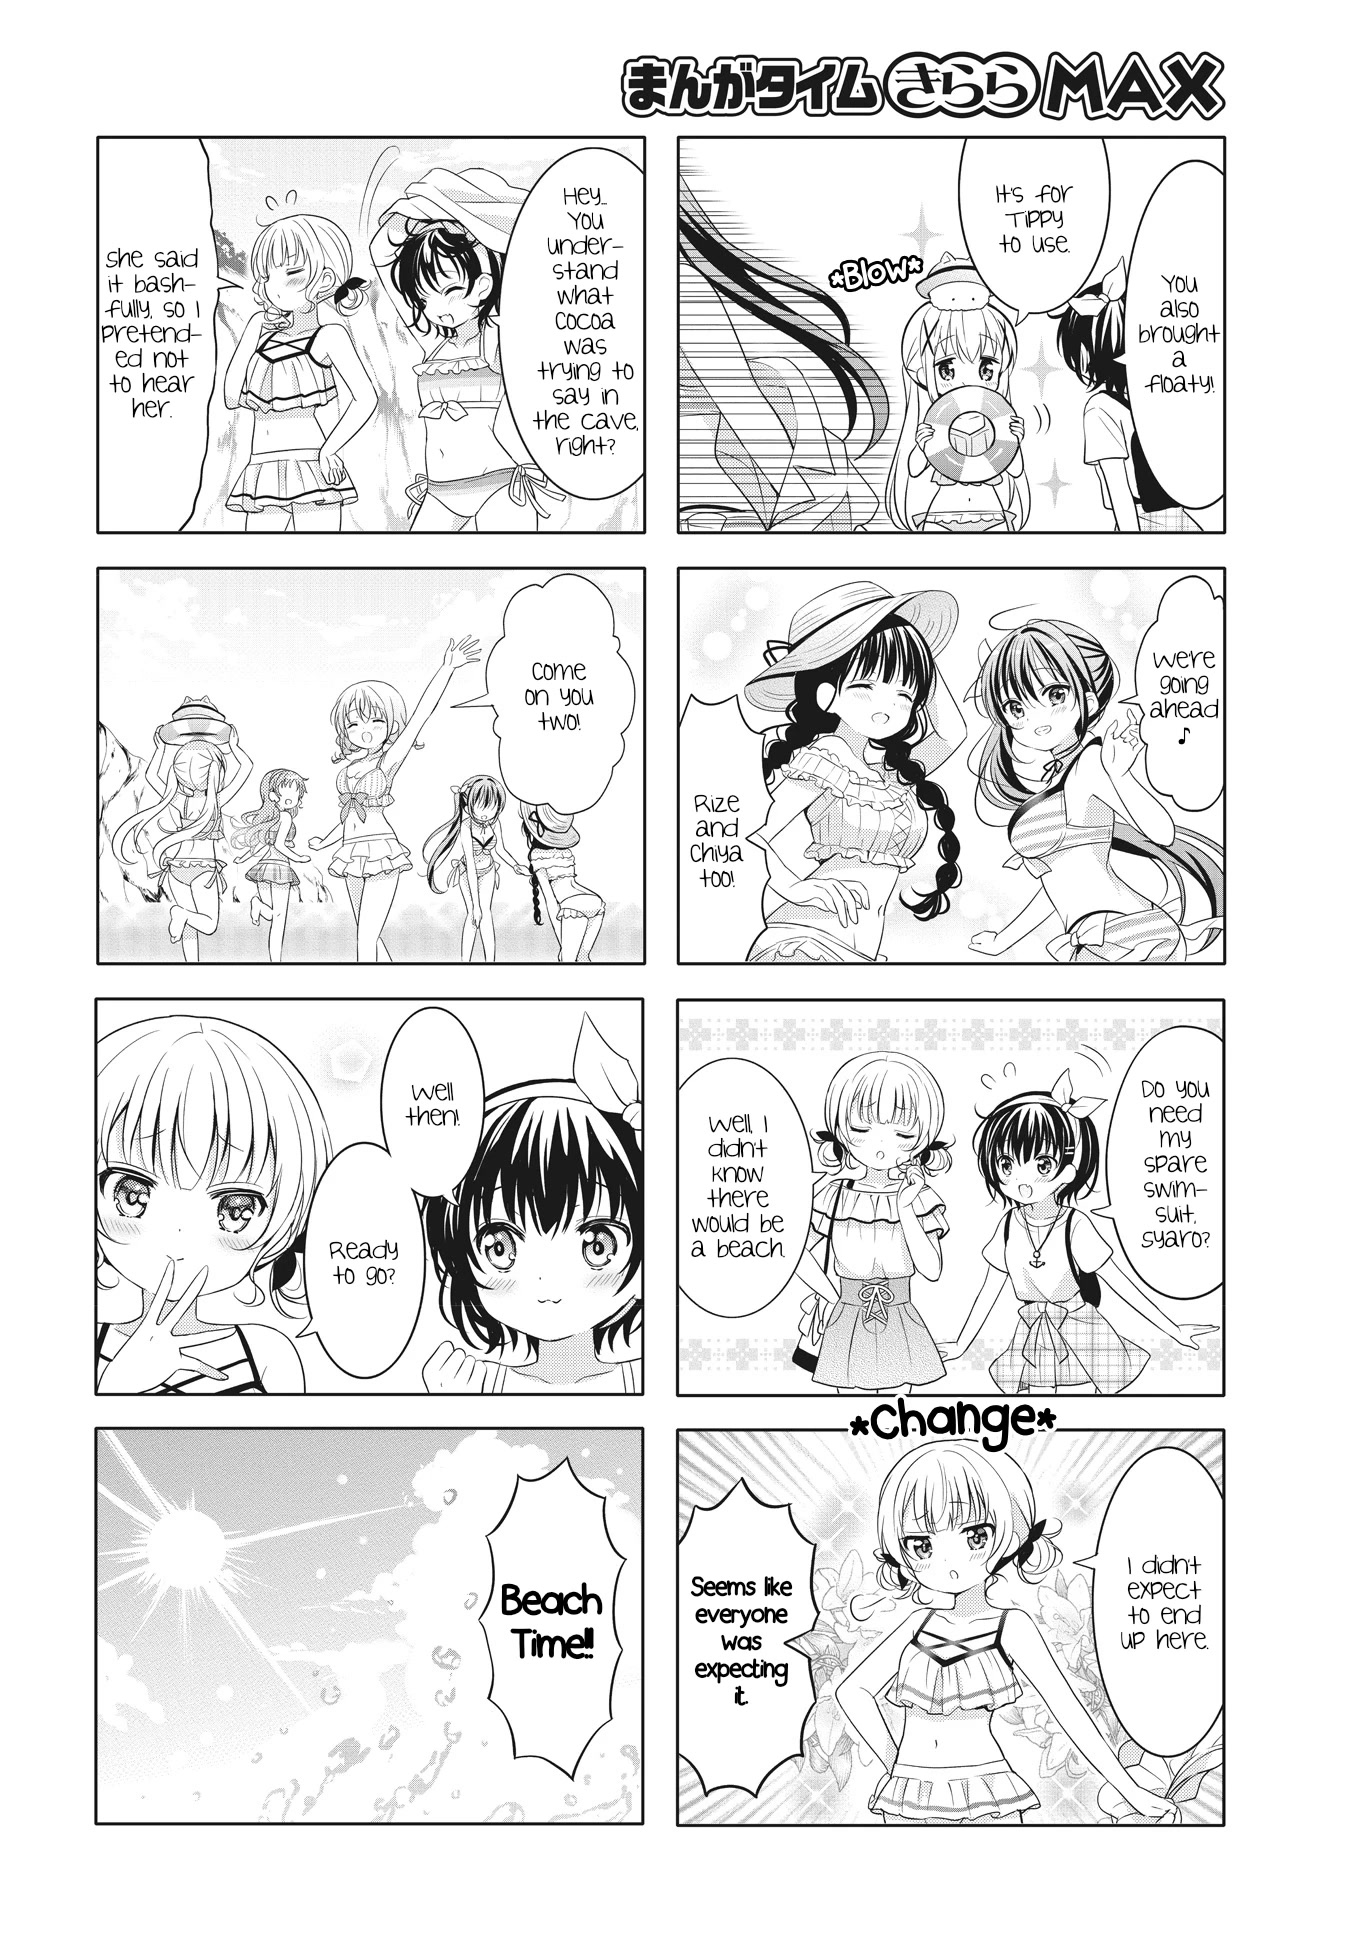 まんがタイムきららMAX
You
also
brought
a
floaty!
It's for
Tippy
to use.
*Blow*
We're
going
ahead
♪
Rize
and
Chiya
too!
Do you
need
my
spare
swim-
suit,
Syaro?
Well, I
didn't
know
there
would be
a beach.
*Change*
I didn't
expect
to end
up here.
Seems like
everyone
was
expecting
it.
Hey...
You
under-
stand
what
Cocoa
was
trying to
say in
the cave,
right?
She said
it bash-
fully, so I
pretend-
ed not
to hear
her.
Come
on you
two!
Well
then!
Ready
to go?
Beach
Time!!